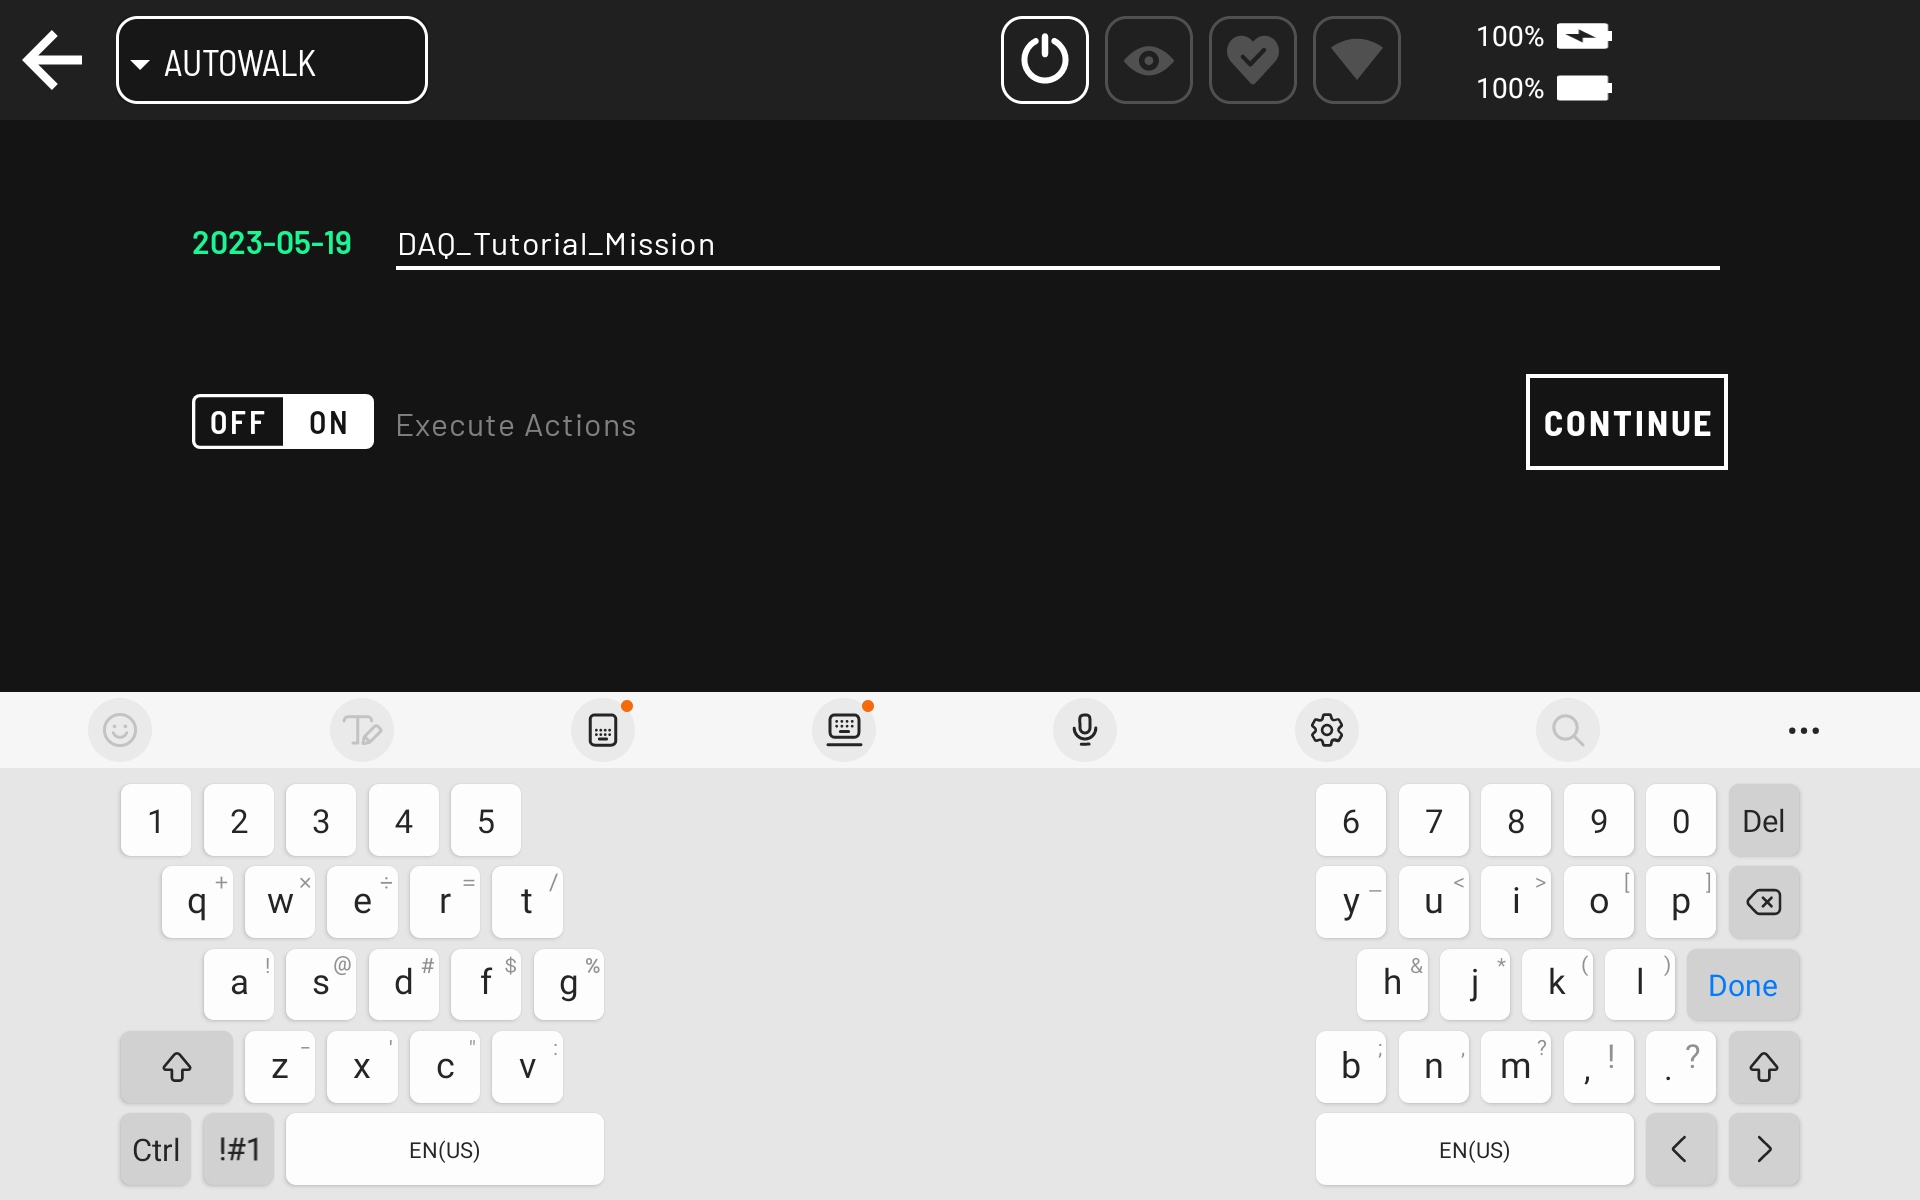 AUTOWALK
100%
100%
2023-05-19 DAQ_Tutorial_Mission
OFF ON Execute Actions
CONTINUE
1 2 3 4 5 6 7 8 9 0 Del
q + w × e ÷ r = t / y _ u < i > o [ p ]
a ! s @ d # f $ g % h & j * k ( l ) Done
z - x ' c " v : b ; n , m ? , ! . ?
Ctrl !#1 EN(US) EN(US) < >